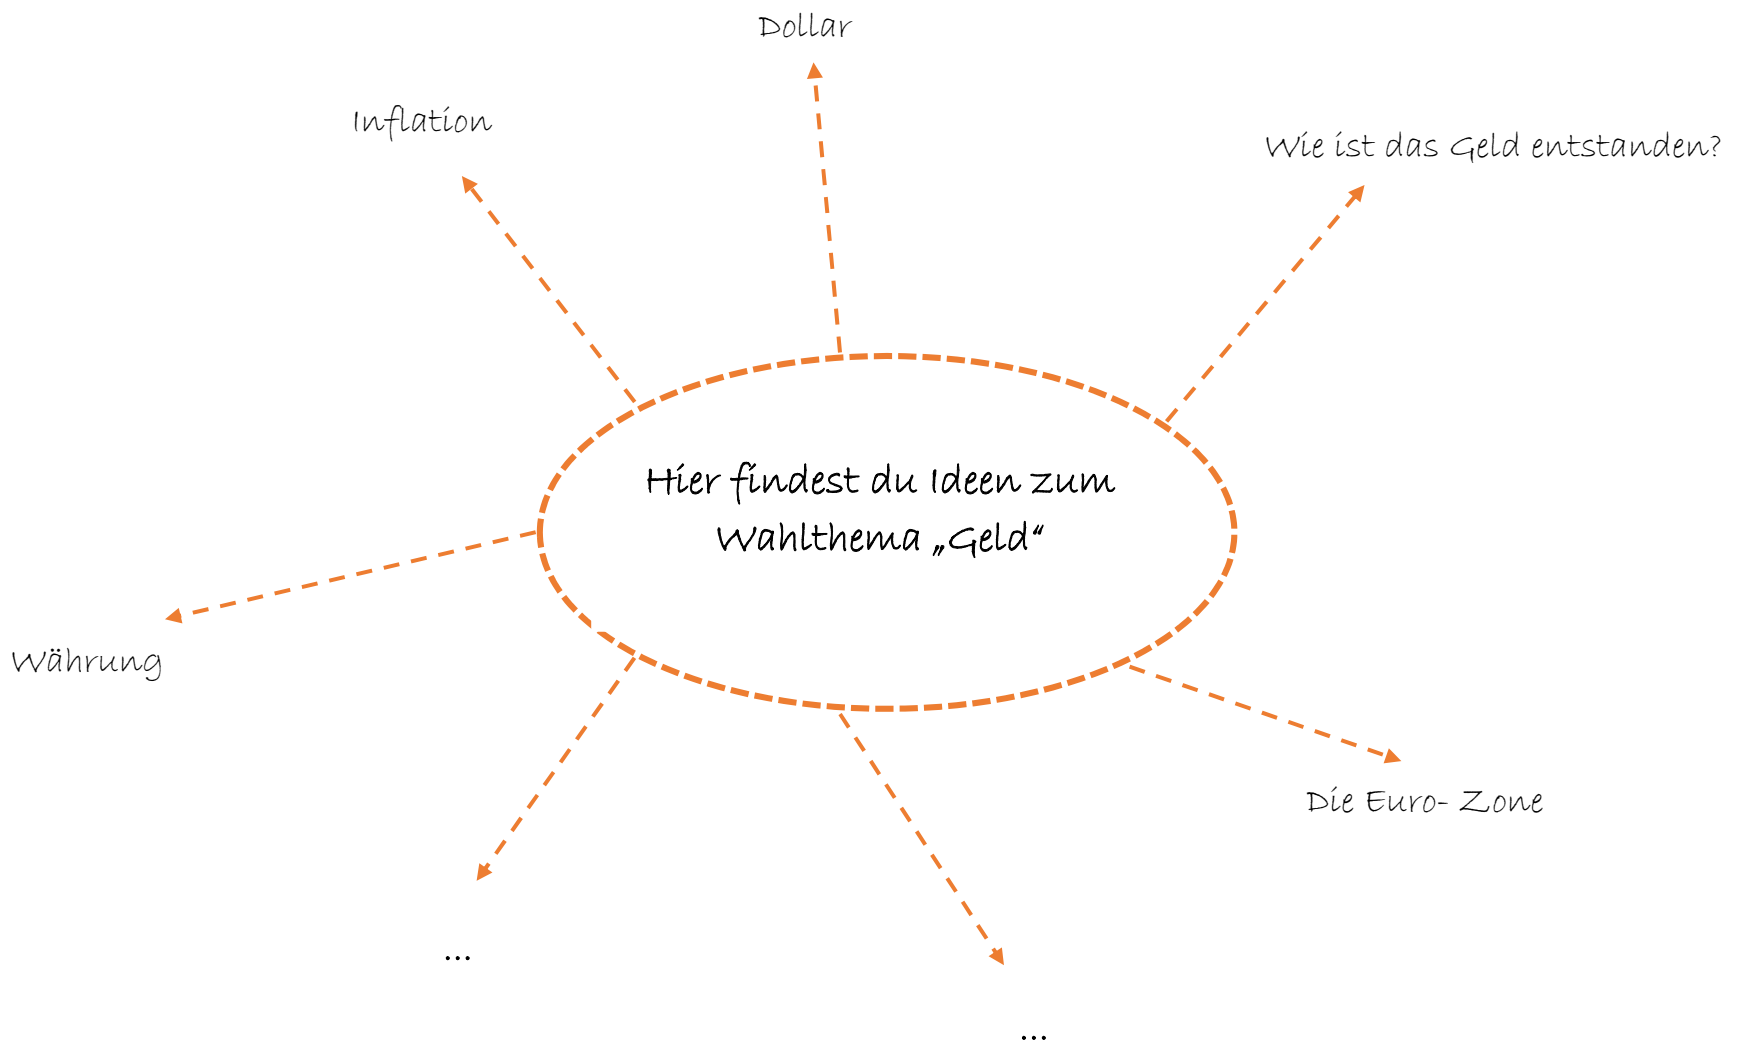 Dollar
Inflation
Wie ist das Geld entstanden?
Hier findest du Ideen zum
Wahlthema „Geld“
Währung
Die Euro- Zone
...
...